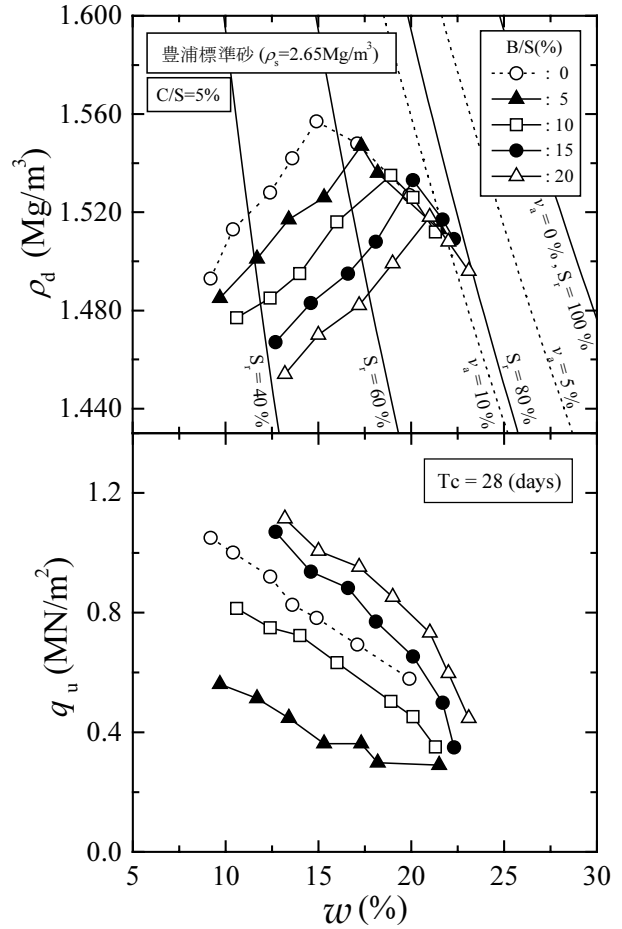 1.600
1.560
1.520
1.480
1.440
ρd (Mg/m³)
豊浦標準砂 (ρs=2.65Mg/m³)
C/S=5%
B/S(%)
: 0
: 5
: 10
: 15
: 20
Sr = 40 %
Sr = 60 %
νa = 10 %
Sr = 80 %
νa = 5 %
νa = 0% , Sr = 100 %
Tc = 28 (days)
1.2
0.8
0.4
0.0
qu (MN/m²)
5 10 15 20 25 30
w (%)